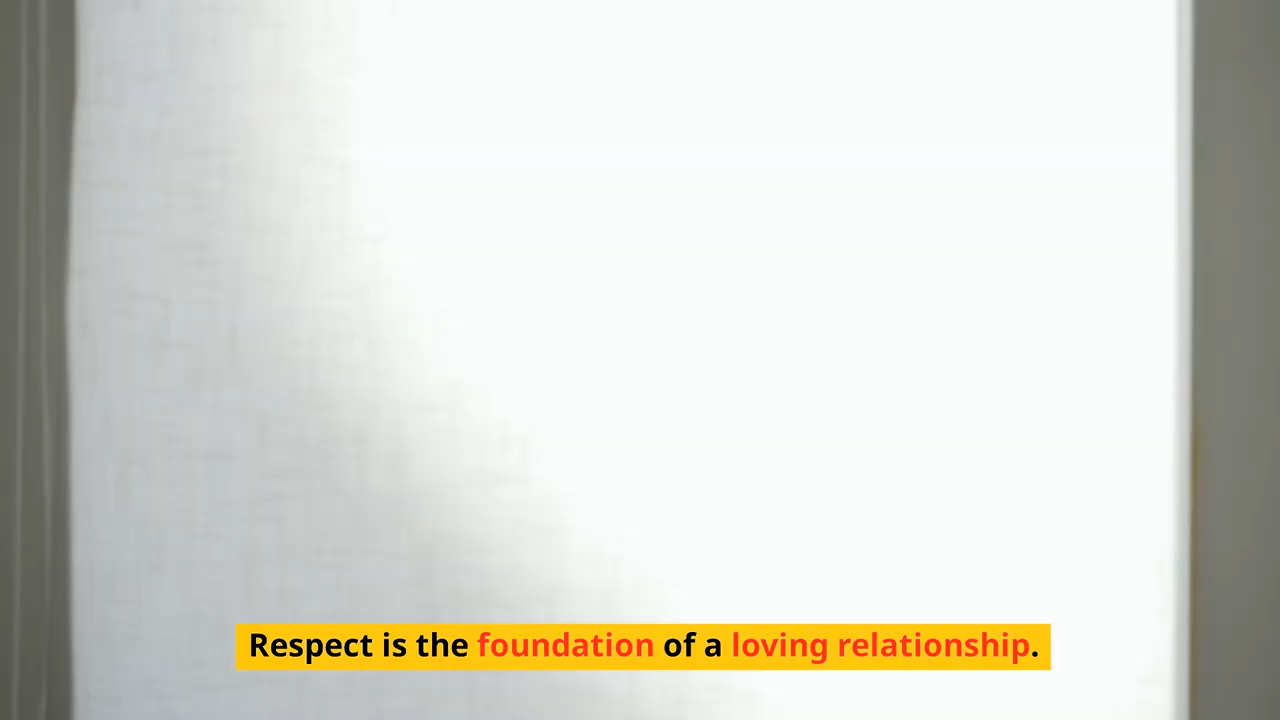 Respect is the foundation of a loving relationship.